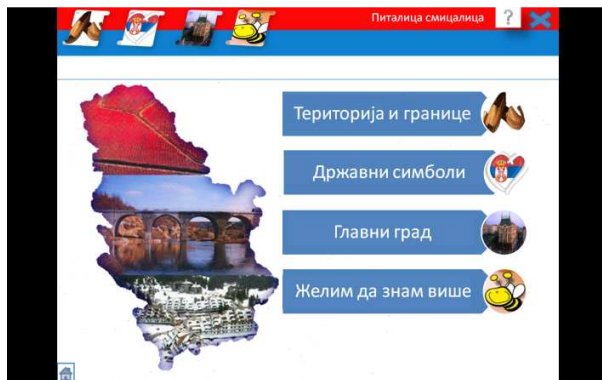 Питалица смицалица
?
Територија и границе
Државни симболи
Главни град
Желим да знам више